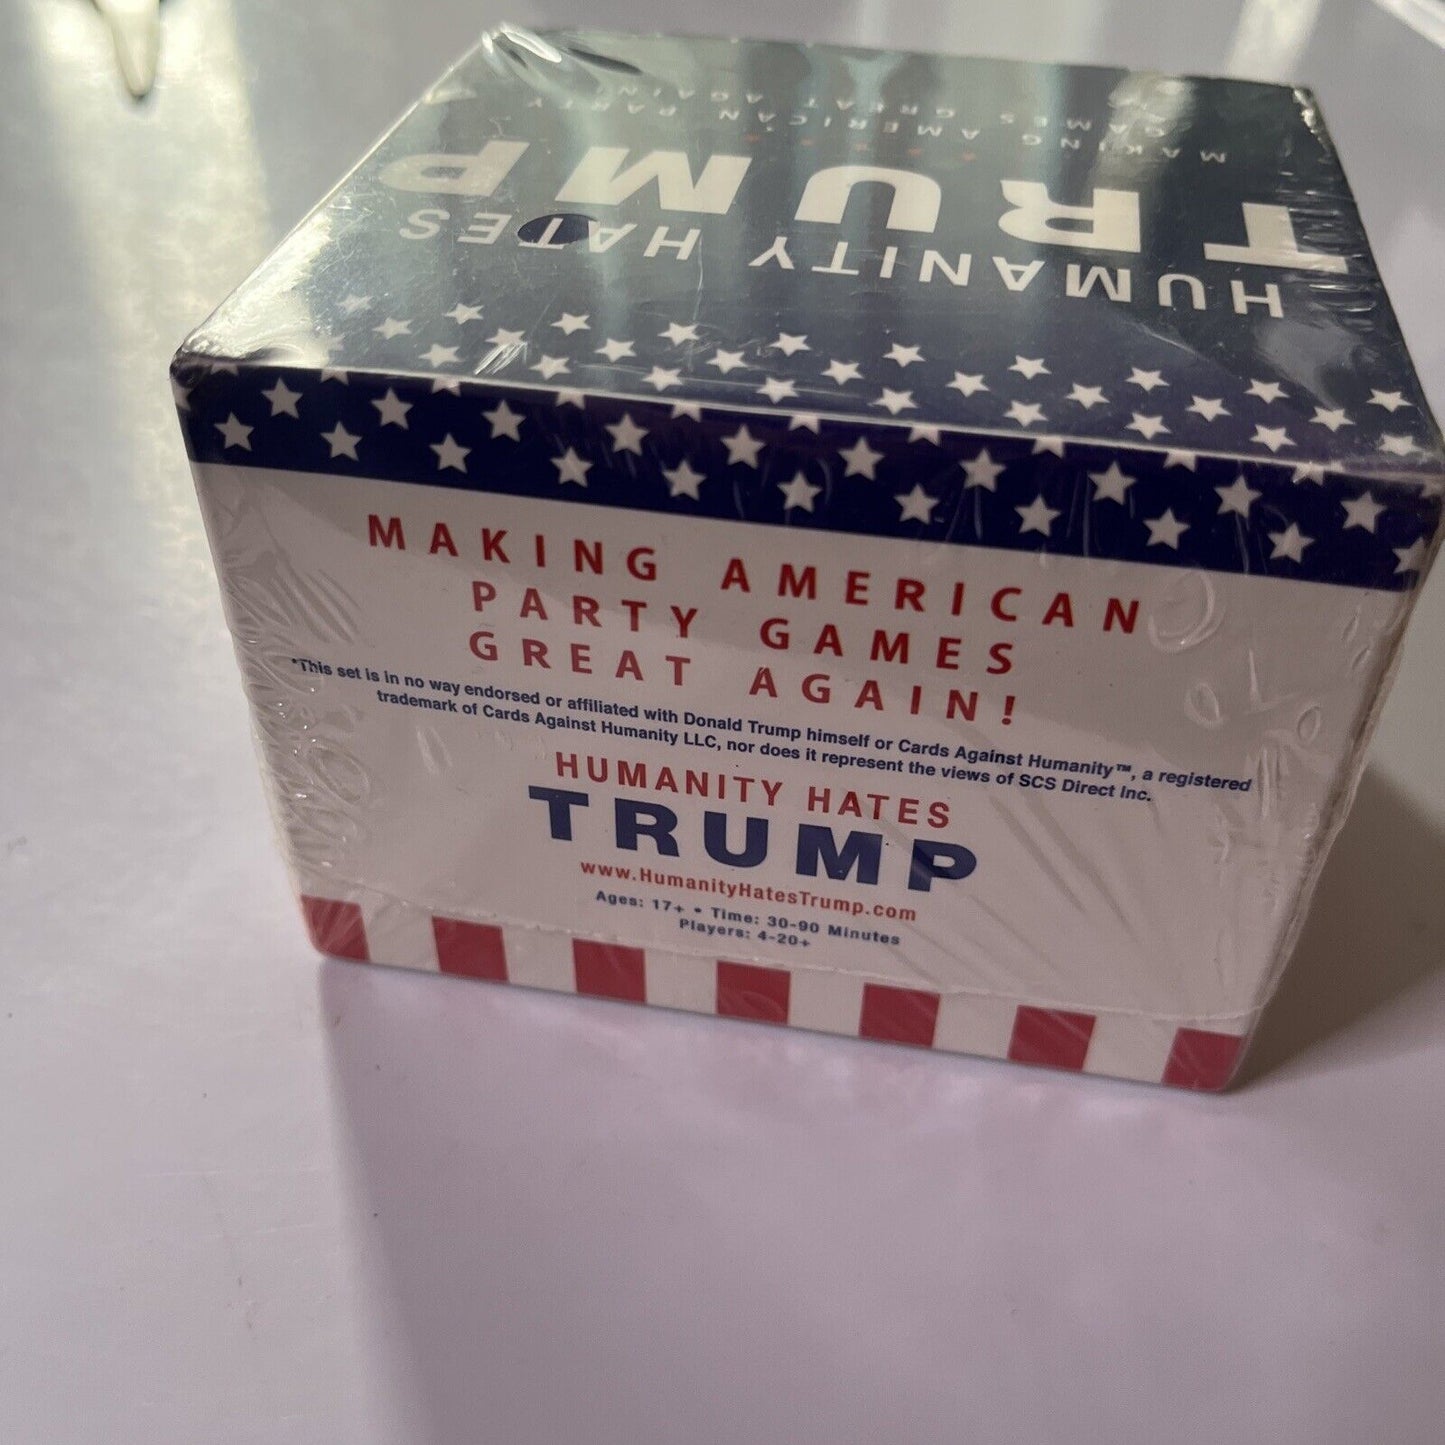 HUMANITY HATES
TRUMP
MAKING AMERICAN PARTY
GAMES GREAT AGAIN
MAKING AMERICAN
PARTY GAMES
GREAT AGAIN!
*This set is in no way endorsed or affiliated with Donald Trump himself or Cards Against Humanity™, a registered
trademark of Cards Against Humanity LLC, nor does it represent the views of SCS Direct Inc.
HUMANITY HATES
TRUMP
www.HumanityHatesTrump.com
Ages: 17+ • Time: 30-90 Minutes
Players: 4-20+